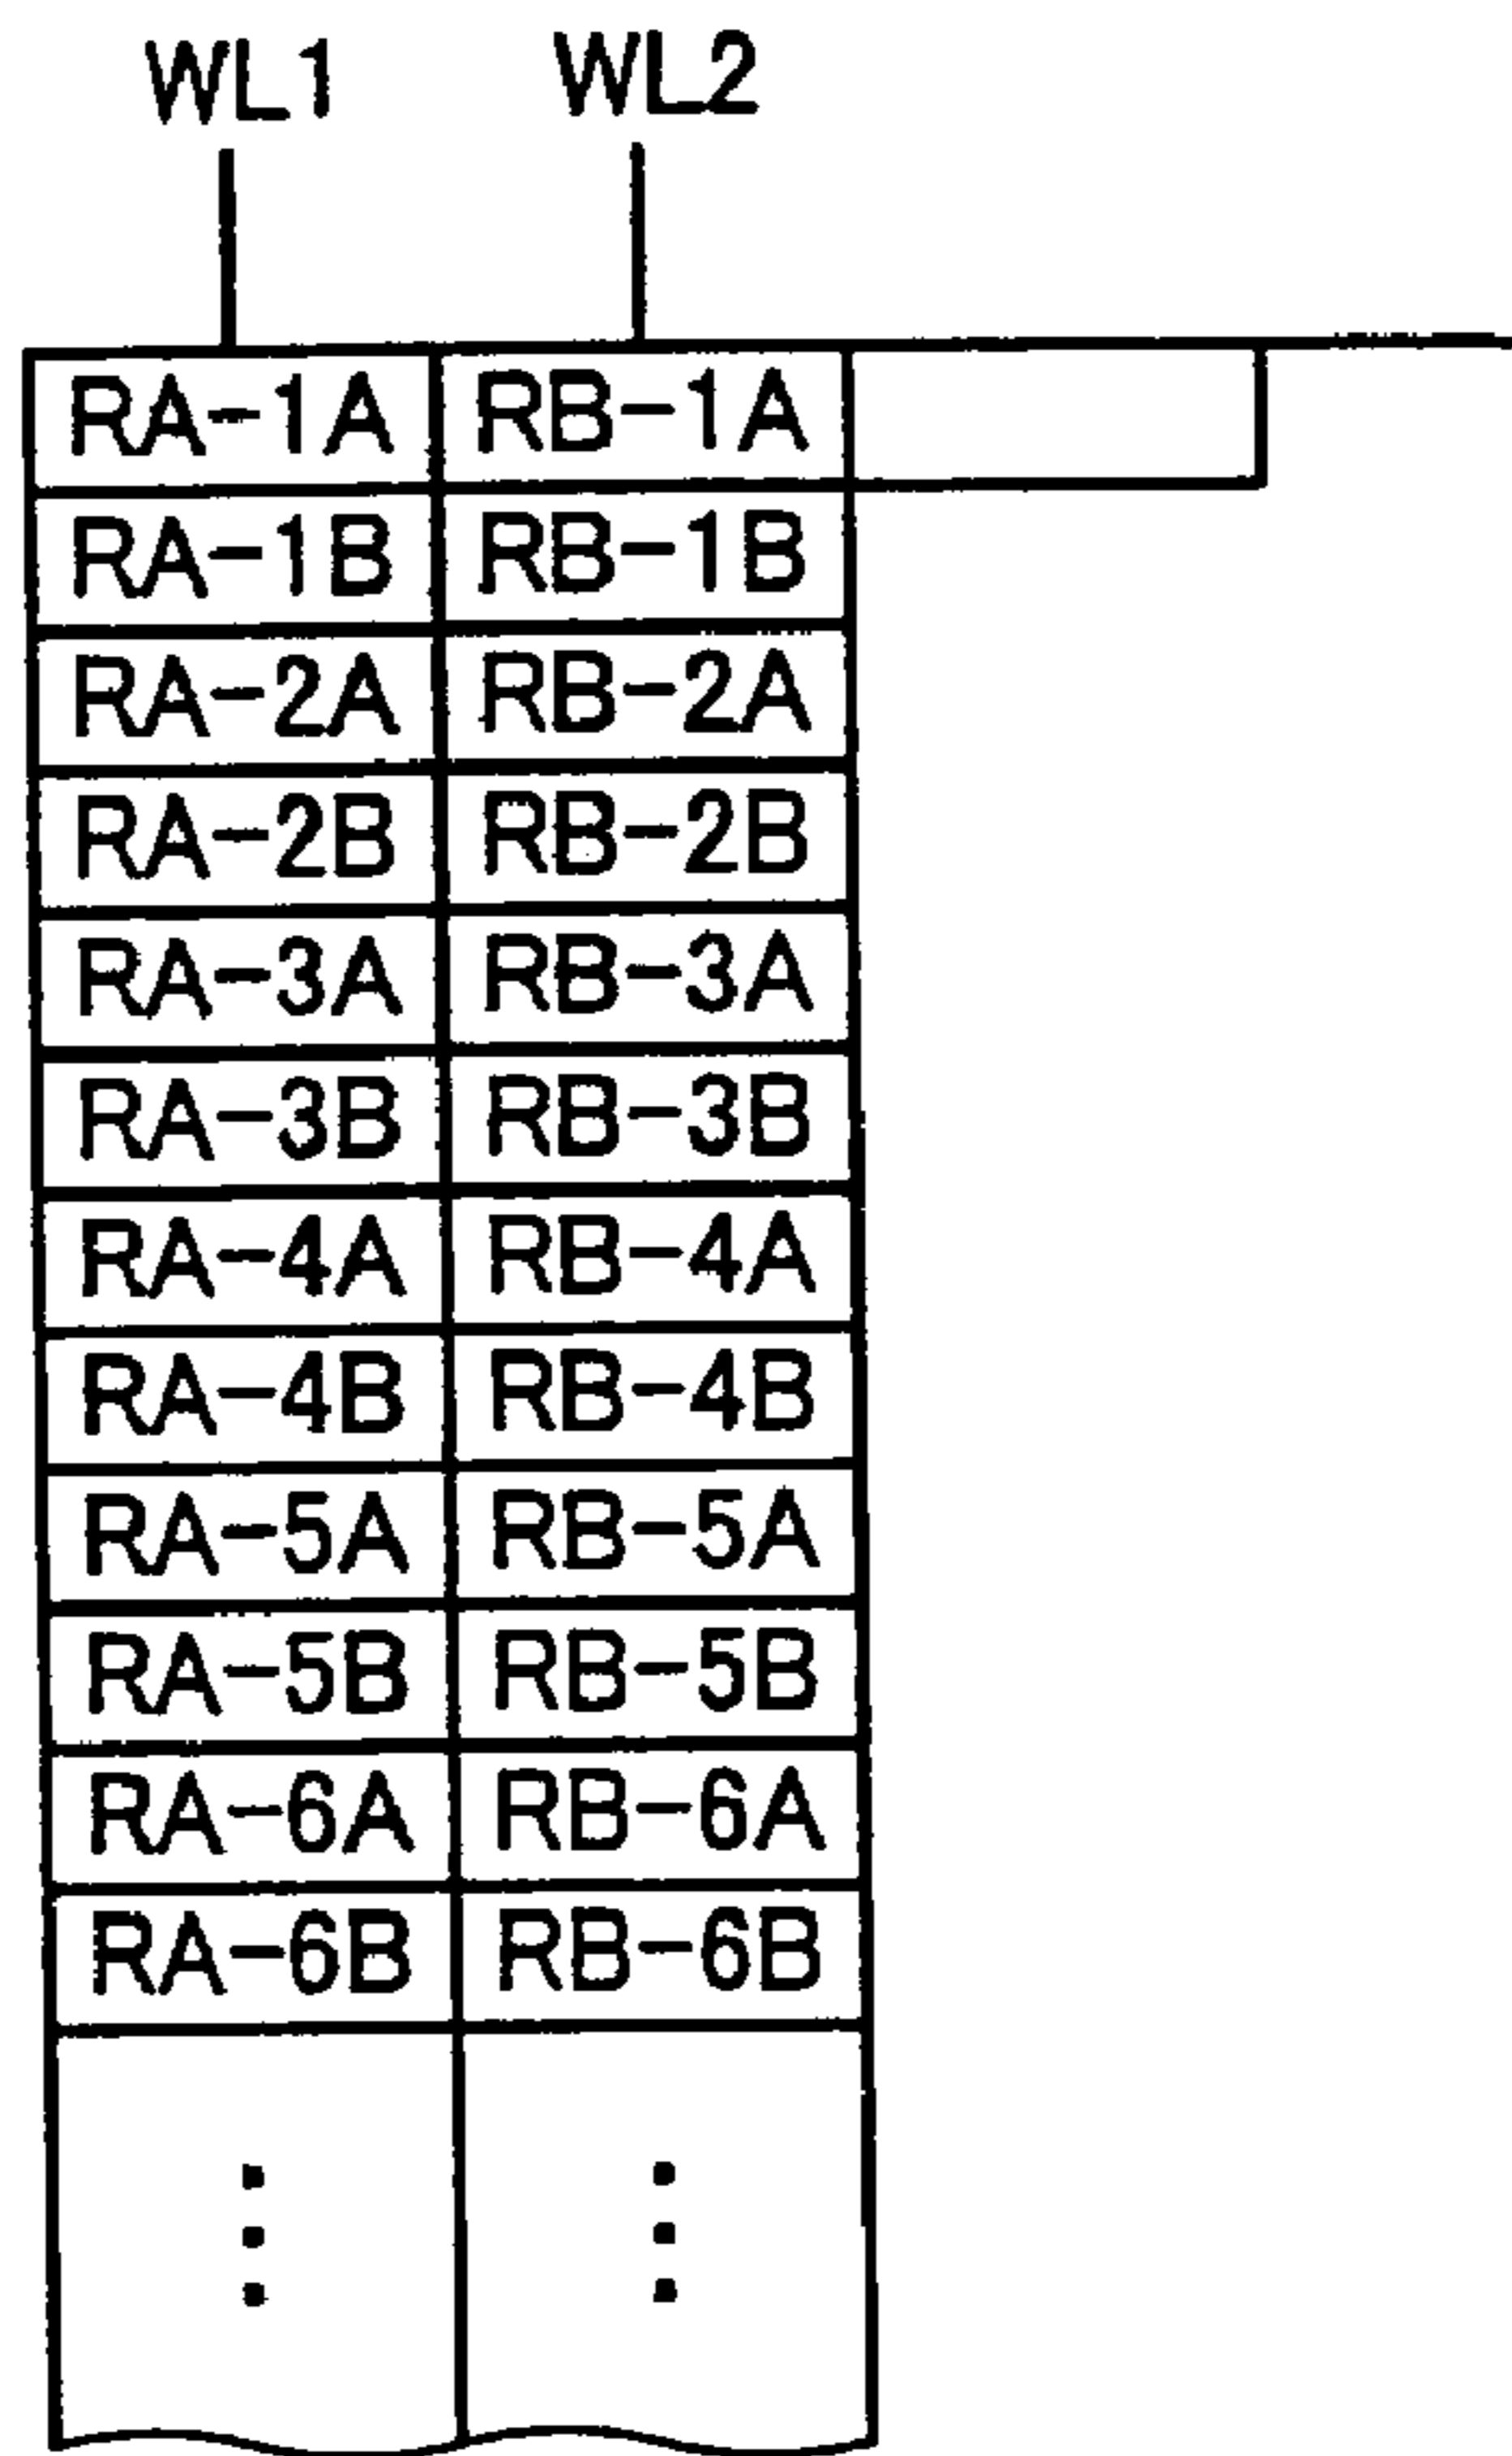 WL1 WL2
RA-1A RB-1A
RA-1B RB-1B
RA-2A RB-2A
RA-2B RB-2B
RA-3A RB-3A
RA-3B RB-3B
RA-4A RB-4A
RA-4B RB-4B
RA-5A RB-5A
RA-5B RB-5B
RA-6A RB-6A
RA-6B RB-6B